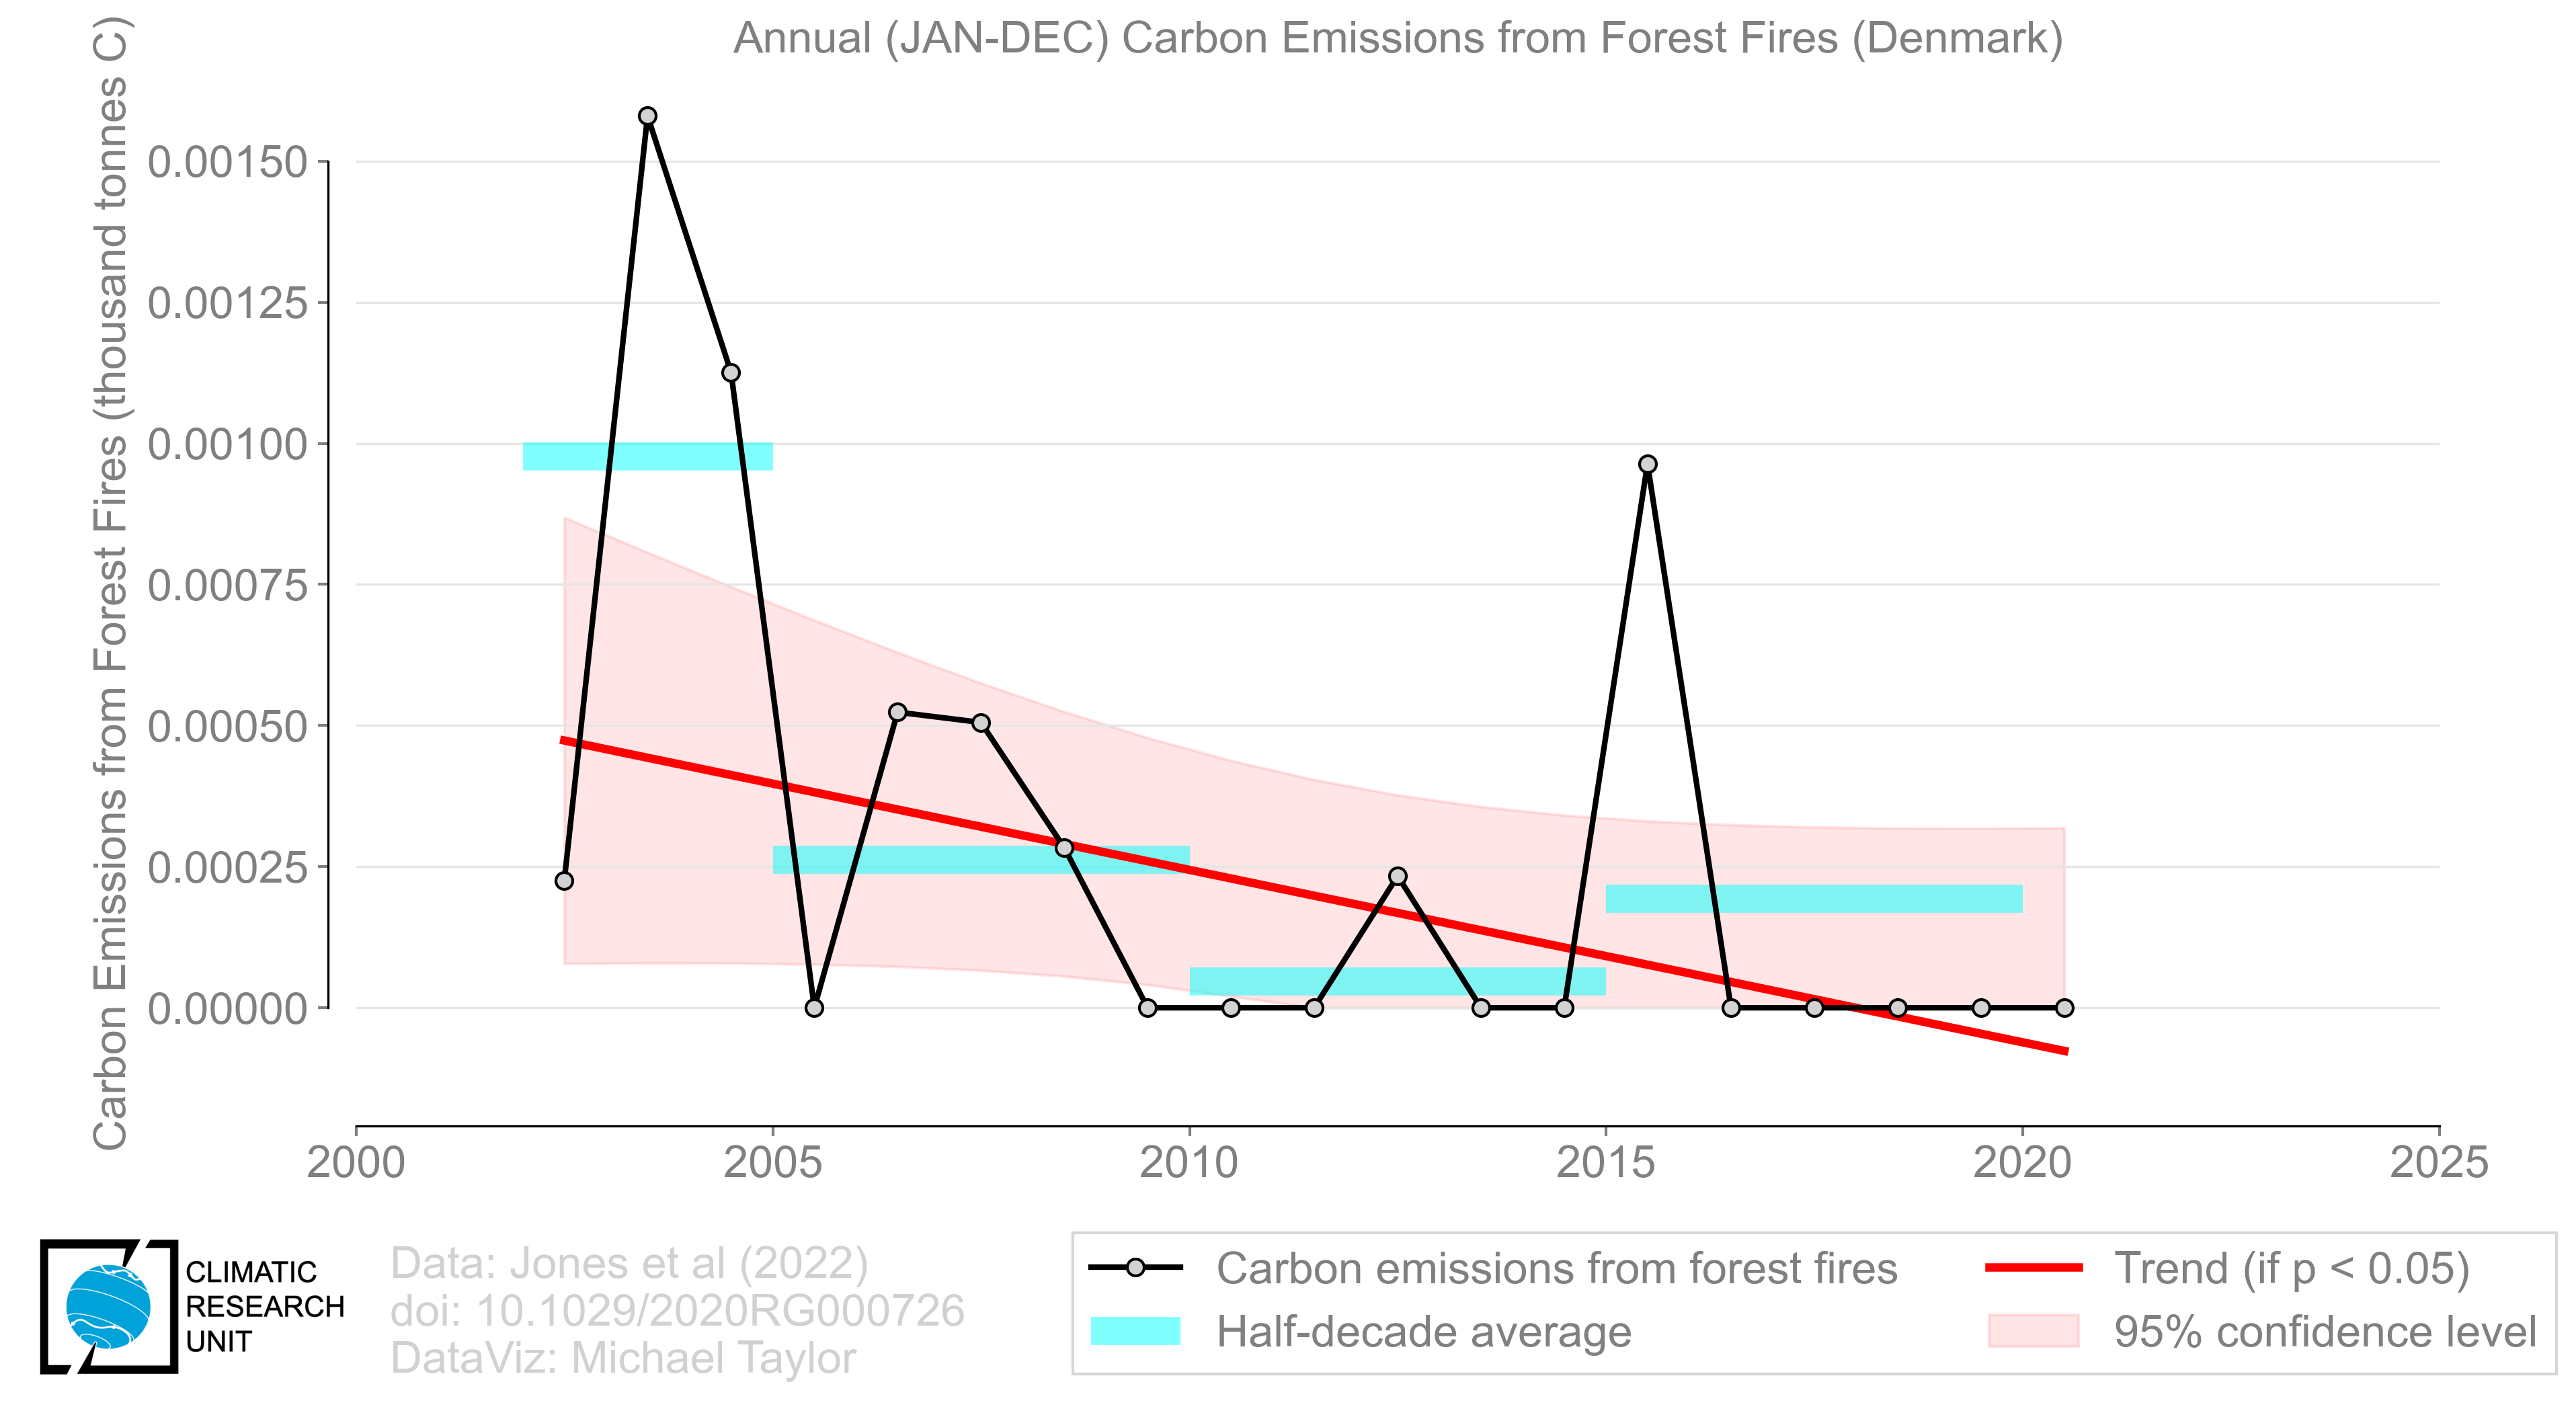 Annual (JAN-DEC) Carbon Emissions from Forest Fires (Denmark)
Carbon Emissions from Forest Fires (thousand tonnes C)
0.00150
0.00125
0.00100
0.00075
0.00050
0.00025
0.00000
2000 2005 2010 2015 2020 2025
CLIMATIC
RESEARCH
UNIT
Data: Jones et al (2022)
doi: 10.1029/2020RG000726
DataViz: Michael Taylor
Carbon emissions from forest fires
Half-decade average
Trend (if p < 0.05)
95% confidence level